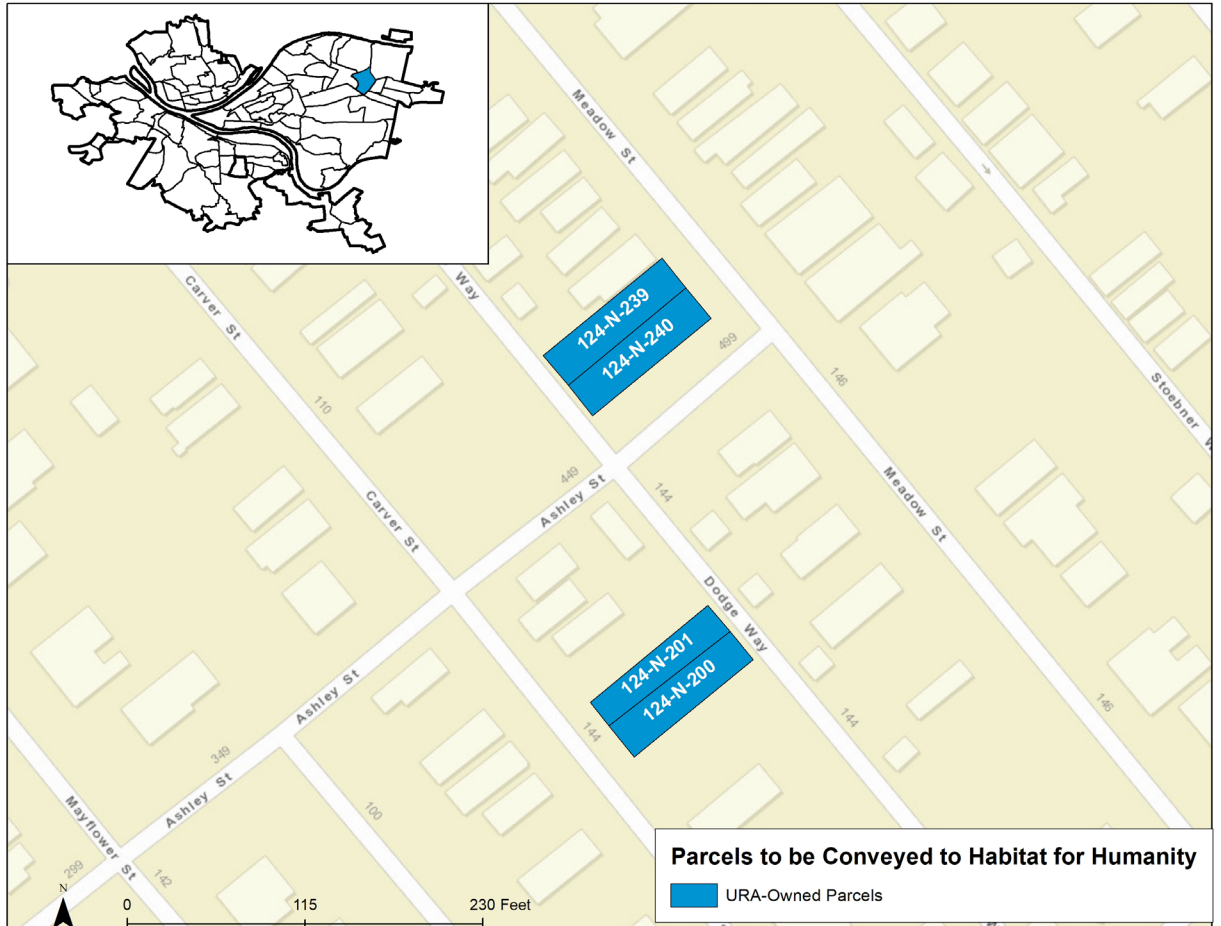 Meadow St
Carver St
Way
124-N-239
124-N-240
499
146
Stoebner W
110
449
Ashley St
144
Carver St
Meadow St
Dodge Way
124-N-201
124-N-200
144
144
146
Ashley St
349
Ashley St
100
Mayflower St
299
142
Parcels to be Conveyed to Habitat for Humanity
URA-Owned Parcels
N
0 115 230 Feet